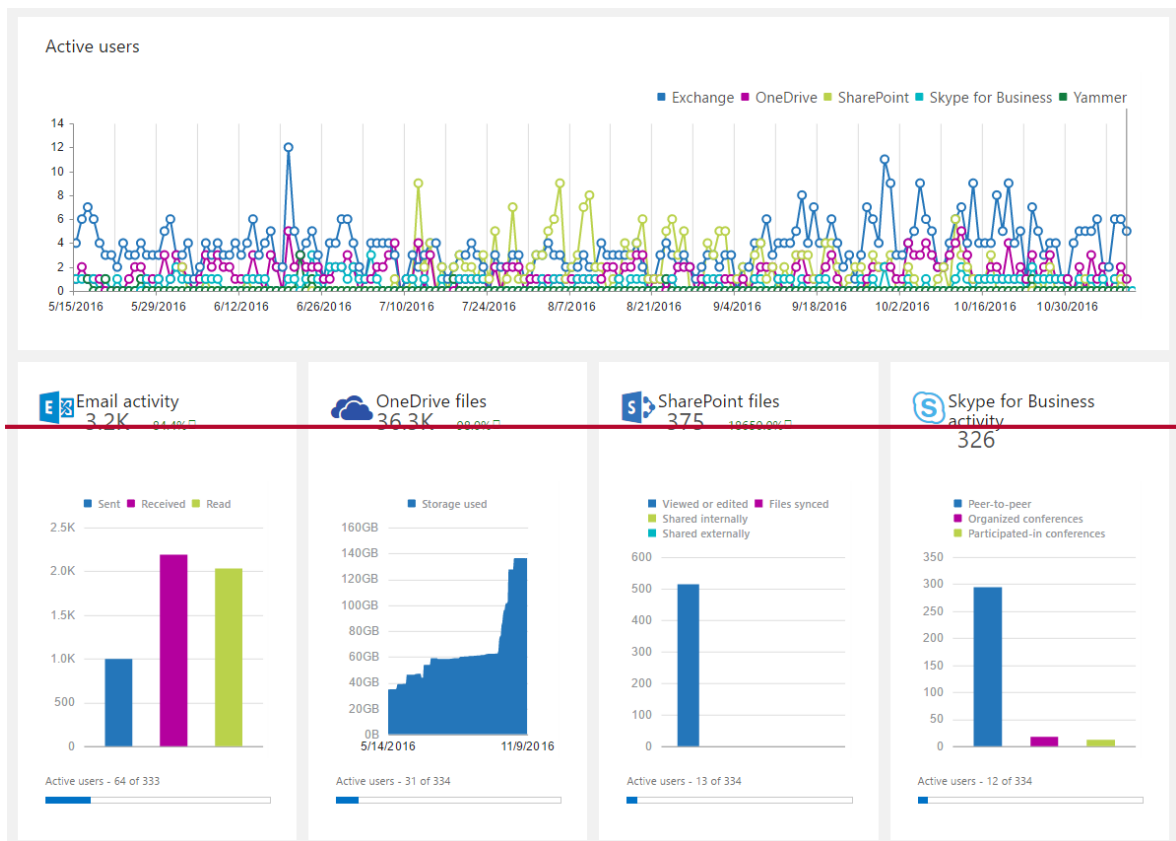 Active users
Exchange OneDrive SharePoint Skype for Business Yammer
14
12
10
8
6
4
2
0
5/15/2016 5/29/2016 6/12/2016 6/26/2016 7/10/2016 7/24/2016 8/7/2016 8/21/2016 9/4/2016 9/18/2016 10/2/2016 10/16/2016 10/30/2016
E Email activity
3.2K
OneDrive files
36.3K
S SharePoint files
375
S Skype for Business
activity
326
Sent Received Read
2.5K
2.0K
1.5K
1.0K
500
0
Active users - 64 of 333
Storage used
160GB
140GB
120GB
100GB
80GB
60GB
40GB
20GB
0B
5/14/2016 11/9/2016
Active users - 31 of 334
Viewed or edited Files synced
Shared internally
Shared externally
600
500
400
300
200
100
0
Active users - 13 of 334
Peer-to-peer
Organized conferences
Participated-in conferences
350
300
250
200
150
100
50
0
Active users - 12 of 334